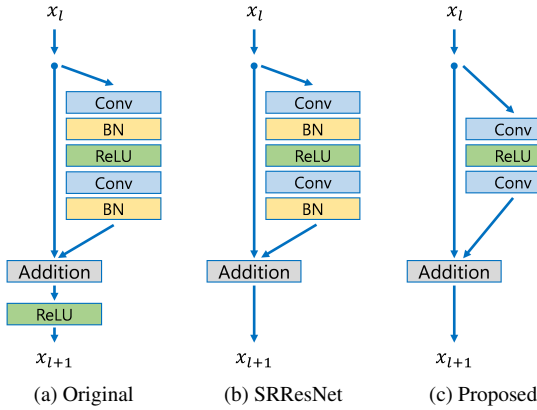 x_l
Conv
BN
ReLU
Conv
BN
Addition
ReLU
x_{l+1}
(a) Original
x_l
Conv
BN
ReLU
Conv
BN
Addition
x_{l+1}
(b) SRResNet
x_l
Conv
ReLU
Conv
Addition
x_{l+1}
(c) Proposed